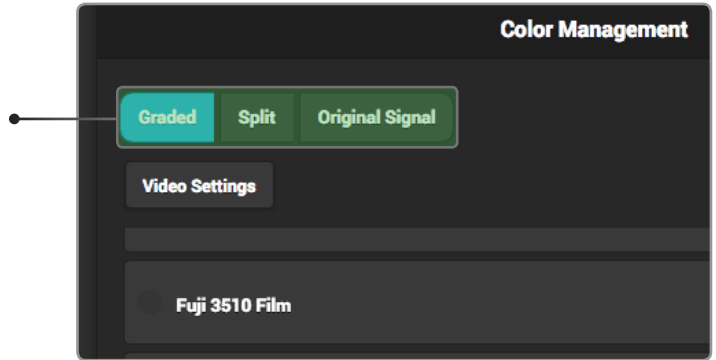 Color Management
Graded Split Original Signal
Video Settings
Fuji 3510 Film